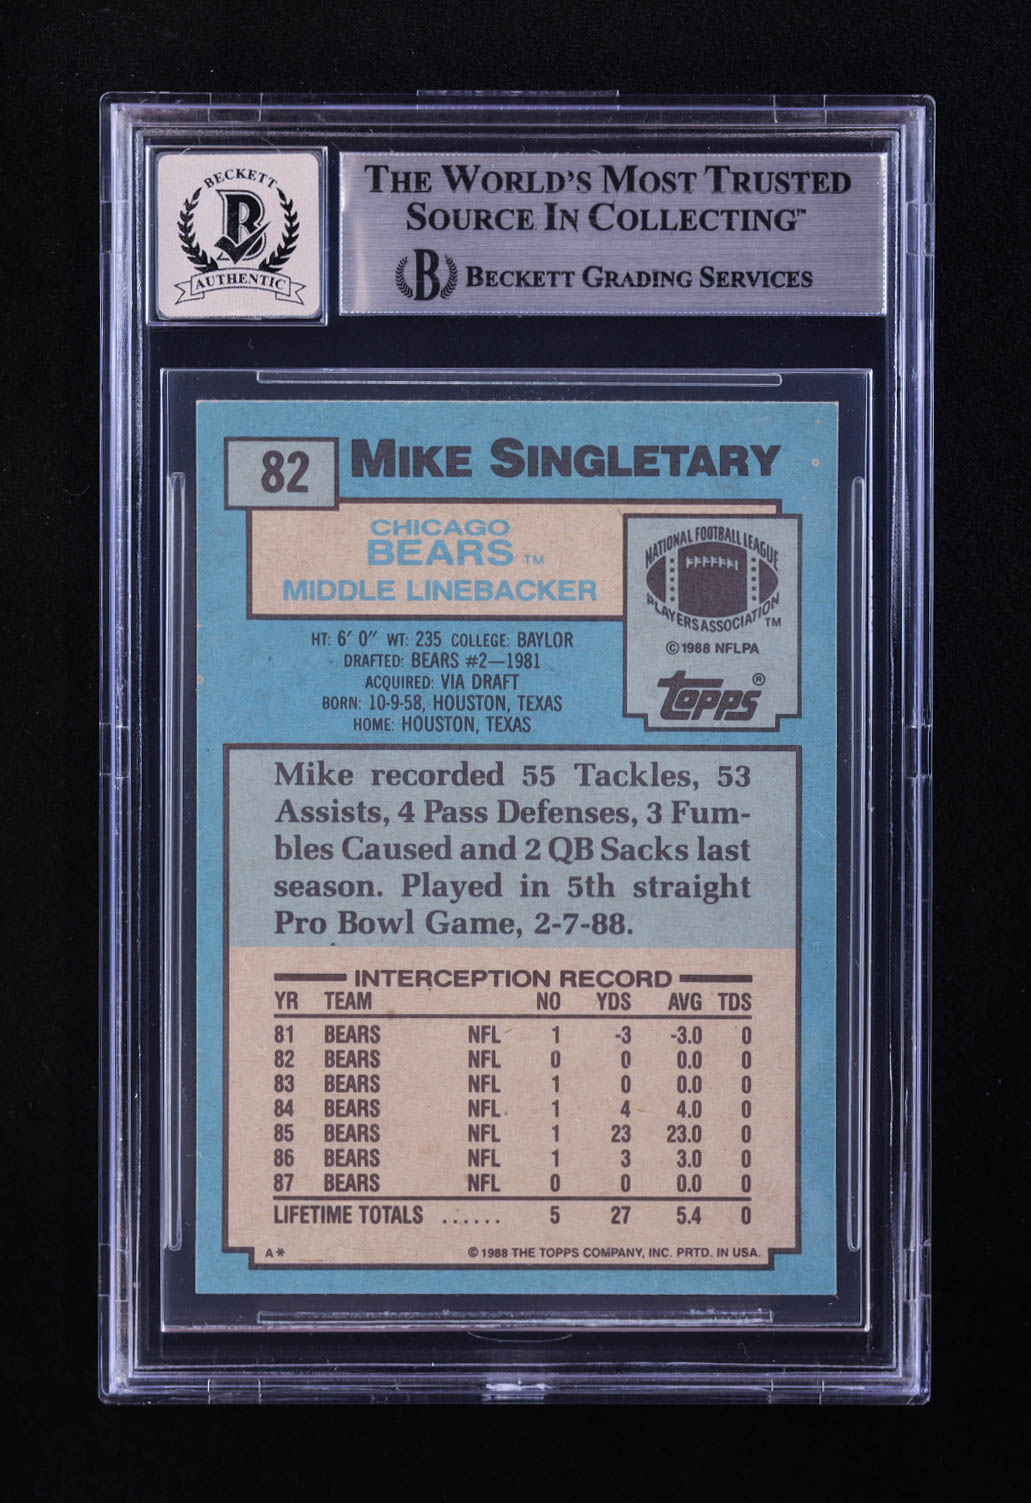 BECKETT
B
AUTHENTIC
THE WORLD'S MOST TRUSTED
SOURCE IN COLLECTING™
B BECKETT GRADING SERVICES
82 MIKE SINGLETARY
CHICAGO
BEARS TM
MIDDLE LINEBACKER
NATIONAL FOOTBALL LEAGUE
PLAYERS ASSOCIATION TM
©1988 NFLPA
topps®
HT: 6' 0" WT: 235 COLLEGE: BAYLOR
DRAFTED: BEARS #2—1981
ACQUIRED: VIA DRAFT
BORN: 10-9-58, HOUSTON, TEXAS
HOME: HOUSTON, TEXAS
Mike recorded 55 Tackles, 53
Assists, 4 Pass Defenses, 3 Fum-
bles Caused and 2 QB Sacks last
season. Played in 5th straight
Pro Bowl Game, 2-7-88.
INTERCEPTION RECORD
YR TEAM NO YDS AVG TDS
81 BEARS NFL 1 -3 -3.0 0
82 BEARS NFL 0 0 0.0 0
83 BEARS NFL 1 0 0.0 0
84 BEARS NFL 1 4 4.0 0
85 BEARS NFL 1 23 23.0 0
86 BEARS NFL 1 3 3.0 0
87 BEARS NFL 0 0 0.0 0
LIFETIME TOTALS ...... 5 27 5.4 0
A* © 1988 THE TOPPS COMPANY, INC. PRTD. IN USA.